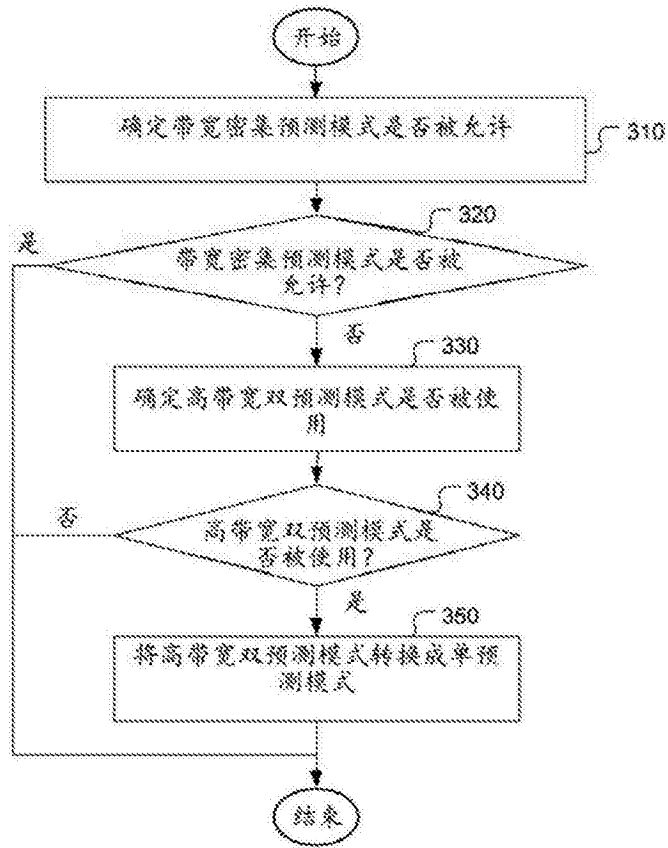 开始
确定带宽密集预测模式是否被允许
310
320
是
带宽密集预测模式是否被
允许?
否
330
确定高带宽双预测模式是否被使
用
340
否
高带宽双预测模式是
否被使用?
是
350
将高带宽双预测模式转换成单预
测模式
结束